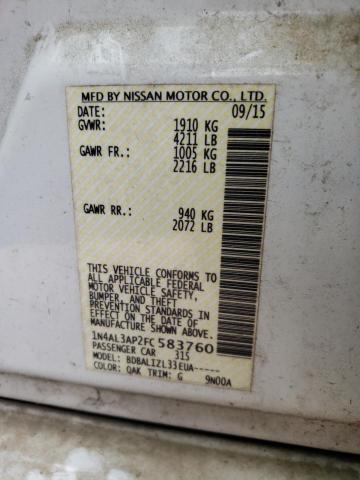 MFD BY NISSAN MOTOR CO., LTD.
DATE: 09/15
GVWR: 1910 KG
4211 LB
GAWR FR: 1005 KG
2216 LB
GAWR RR: 940 KG
2072 LB
THIS VEHICLE CONFORMS TO
ALL APPLICABLE FEDERAL
MOTOR VEHICLE SAFETY,
BUMPER, AND THEFT
PREVENTION STANDARDS IN
EFFECT ON THE DATE OF
MANUFACTURE SHOWN
ABOVE.
1N4AL3AP2FC583760
PASSENGER CAR 315
MODEL: BDBALIZL33EUA-----
COLOR: QAK TRIM: G 9N00A